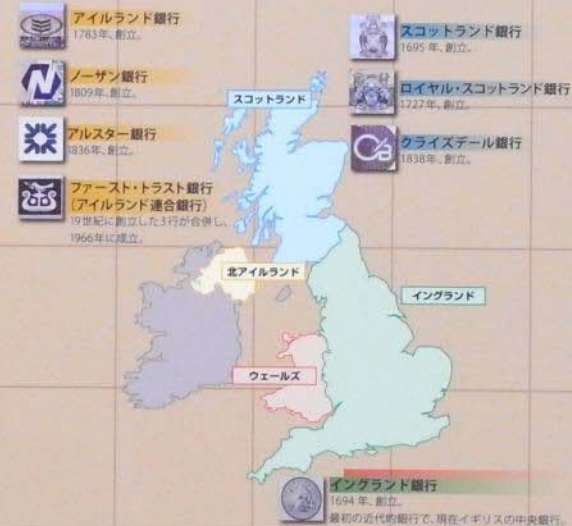 アイルランド銀行
1783年、創立。
ノーザン銀行
1809年、創立。
アルスター銀行
1836年、創立。
ファースト・トラスト銀行
(アイルランド連合銀行)
19世紀に創立した3行が合併し、
1966年に成立。
スコットランド銀行
1695 年、創立。
ロイヤル・スコットランド銀行
1727年、創立。
クライズデール銀行
1838年、創立。
スコットランド
北アイルランド
イングランド
ウェールズ
イングランド銀行
1694 年、創立。
最初の近代的銀行で、現在イギリスの中央銀行。